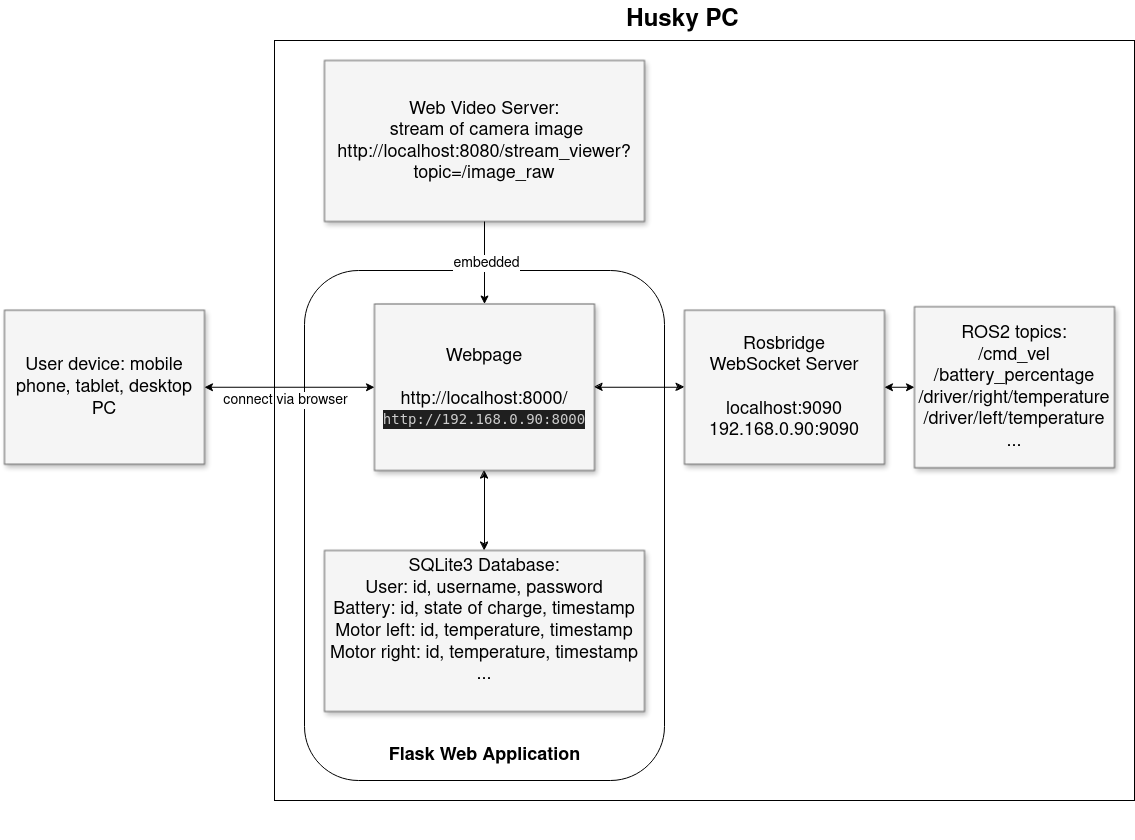 Husky PC
Web Video Server:
stream of camera image
http://localhost:8080/stream_viewer?
topic=/image_raw
embedded
User device: mobile
phone, tablet, desktop
PC
connect via browser
Webpage
http://localhost:8000/
http://192.168.0.90:8000
Rosbridge
WebSocket Server
localhost:9090
192.168.0.90:9090
ROS2 topics:
/cmd_vel
/battery_percentage
/driver/right/temperature
/driver/left/temperature
...
SQLite3 Database:
User: id, username, password
Battery: id, state of charge, timestamp
Motor left: id, temperature, timestamp
Motor right: id, temperature, timestamp
...
Flask Web Application